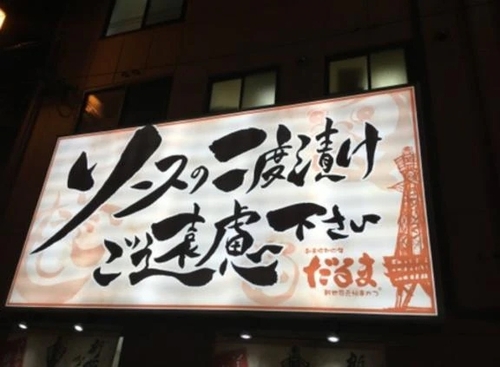 ソースの二度漬け
ご遠慮下さい
だるま